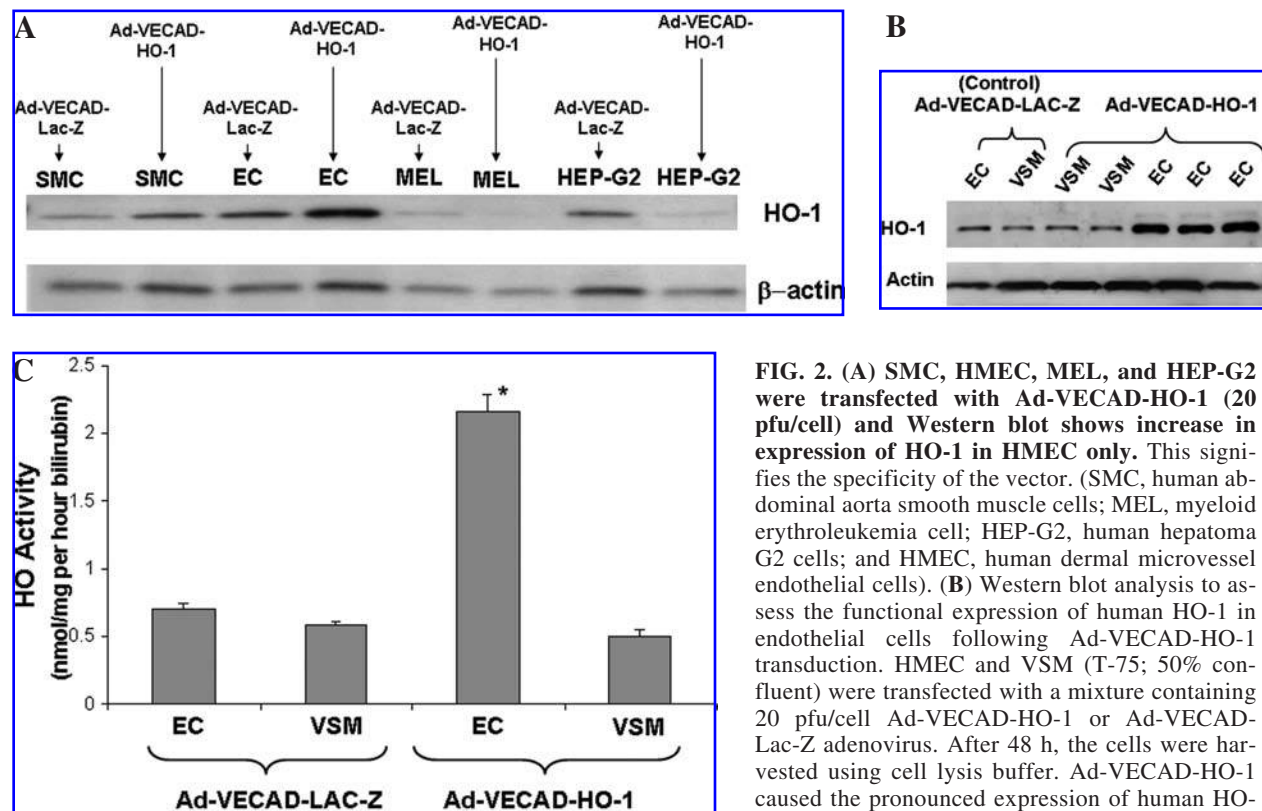 A
Ad-VECAD-
HO-1
Ad-VECAD-
HO-1
Ad-VECAD-
HO-1
Ad-VECAD-
HO-1
Ad-VECAD-
Lac-Z
Ad-VECAD-
Lac-Z
Ad-VECAD-
Lac-Z
Ad-VECAD-
Lac-Z
SMC SMC EC EC MEL MEL HEP-G2 HEP-G2
HO-1
β–actin
B
(Control)
Ad-VECAD-LAC-Z Ad-VECAD-HO-1
EC VSM VSM VSM EC EC EC
HO-1
Actin
C
HO Activity
(nmol/mg per hour bilirubin)
2.5
2
1.5
1
0.5
0
*
EC VSM EC VSM
Ad-VECAD-LAC-Z Ad-VECAD-HO-1
FIG. 2. (A) SMC, HMEC, MEL, and HEP-G2
were transfected with Ad-VECAD-HO-1 (20
pfu/cell) and Western blot shows increase in
expression of HO-1 in HMEC only. This signi-
fies the specificity of the vector. (SMC, human ab-
dominal aorta smooth muscle cells; MEL, myeloid
erythroleukemia cell; HEP-G2, human hepatoma
G2 cells; and HMEC, human dermal microvessel
endothelial cells). (B) Western blot analysis to as-
sess the functional expression of human HO-1 in
endothelial cells following Ad-VECAD-HO-1
transduction. HMEC and VSM (T-75; 50% con-
fluent) were transfected with a mixture containing
20 pfu/cell Ad-VECAD-HO-1 or Ad-VECAD-
Lac-Z adenovirus. After 48 h, the cells were har-
vested using cell lysis buffer. Ad-VECAD-HO-1
caused the pronounced expression of human HO-